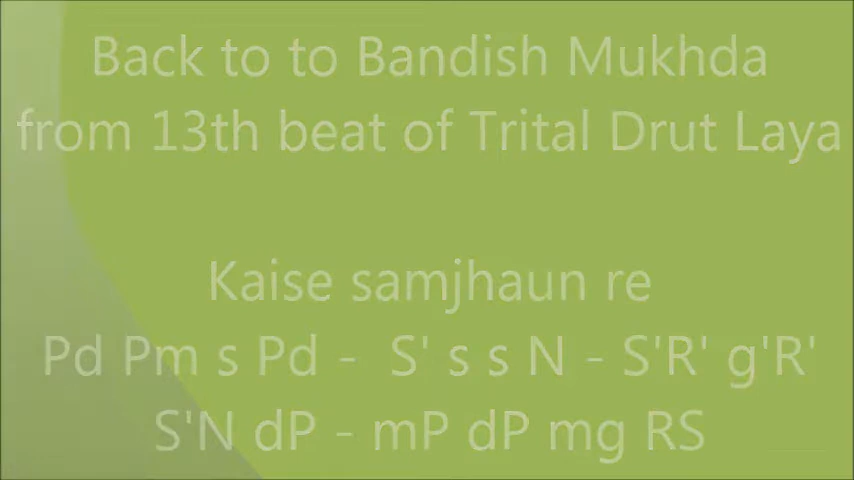 Back to to Bandish Mukhda
from 13th beat of Trital Drut Laya
Kaise samjhaun re
Pd Pm s Pd - S' s s N - S'R' g'R'
S'N dP - mP dP mg RS